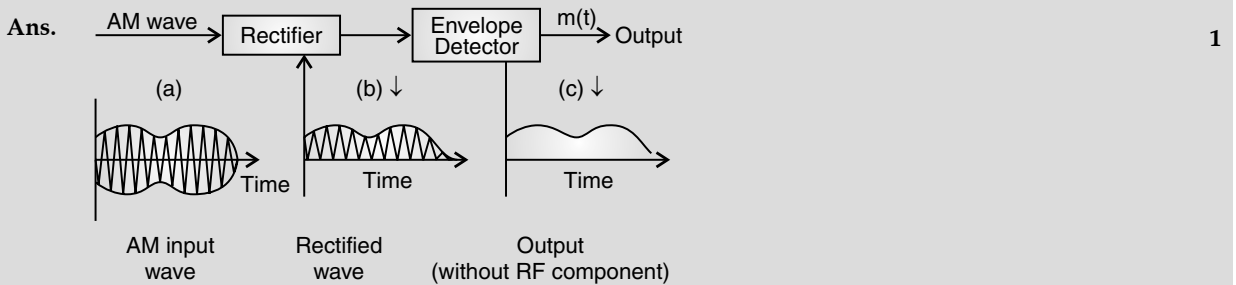 Ans. AM wave Rectifier Envelope Detector m(t) Output 1
(a) (b) ↓ (c) ↓
Time Time Time
AM input wave
Rectified wave
Output
(without RF component)